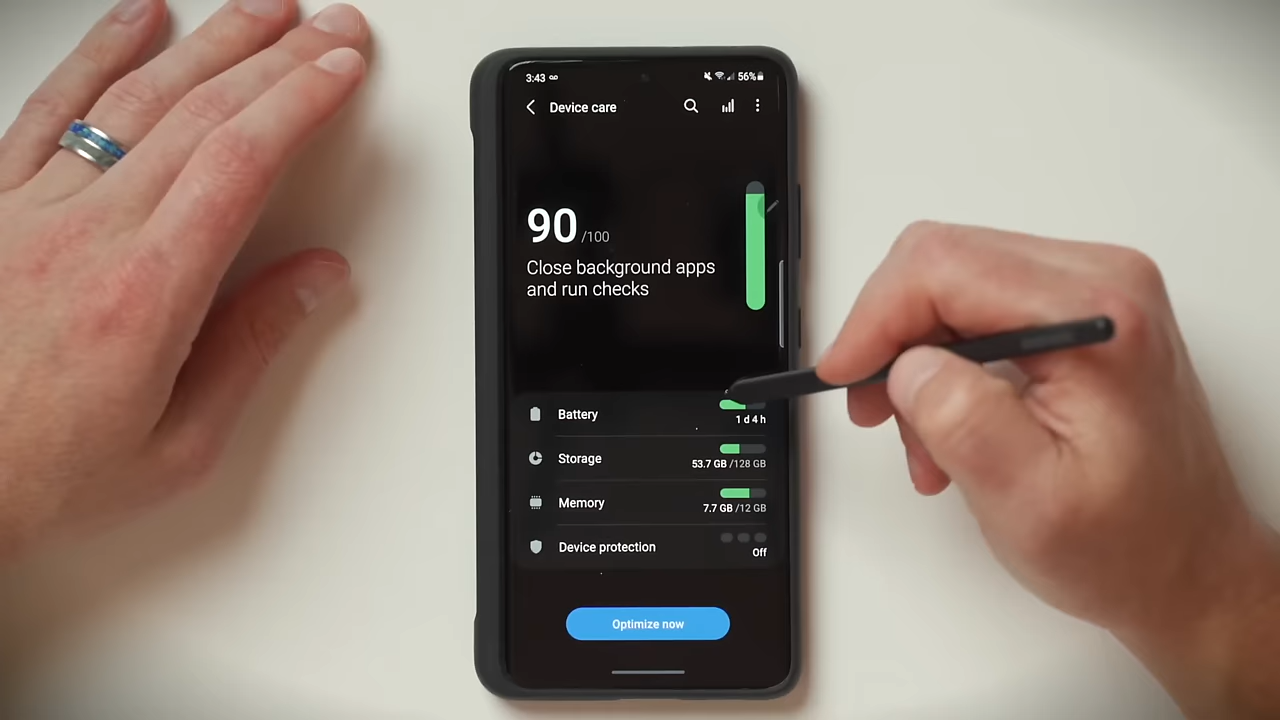 3:43
56%
Device care
90 /100
Close background apps
and run checks
Battery
1 d 4 h
Storage
53.7 GB /128 GB
Memory
7.7 GB /12 GB
Device protection
Off
Optimize now